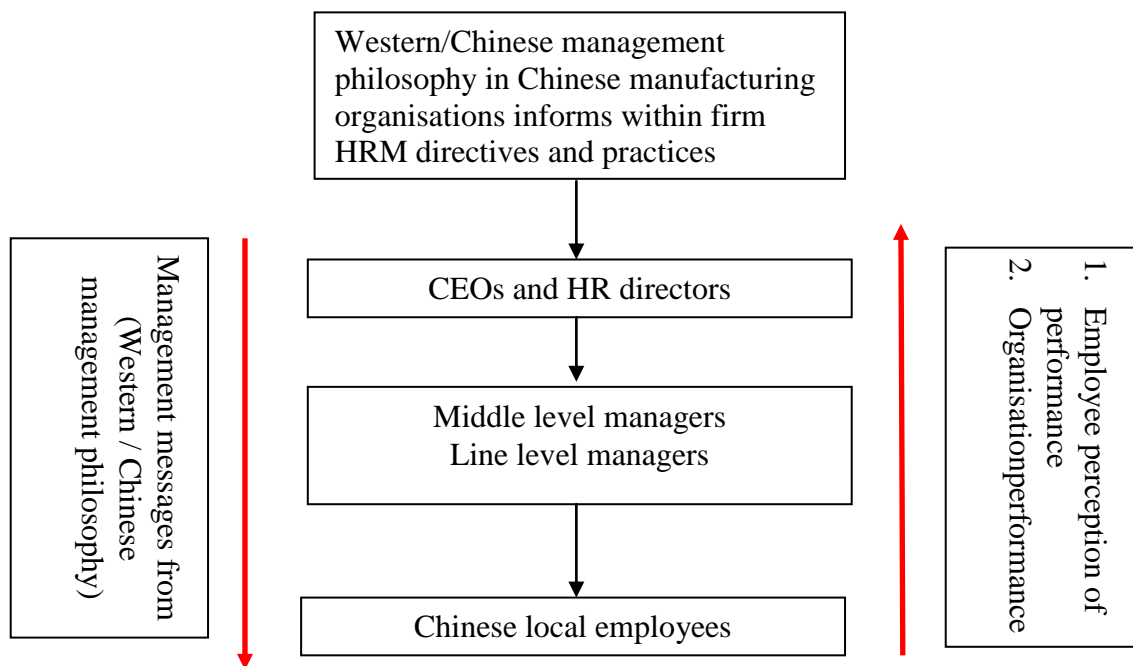 Western/Chinese management
philosophy in Chinese manufacturing
organisations informs within firm
HRM directives and practices
CEOs and HR directors
Middle level managers
Line level managers
Chinese local employees
Management messages from
(Western / Chinese
management philosophy)
1. Employee perception of
performance
2. Organisationperformance